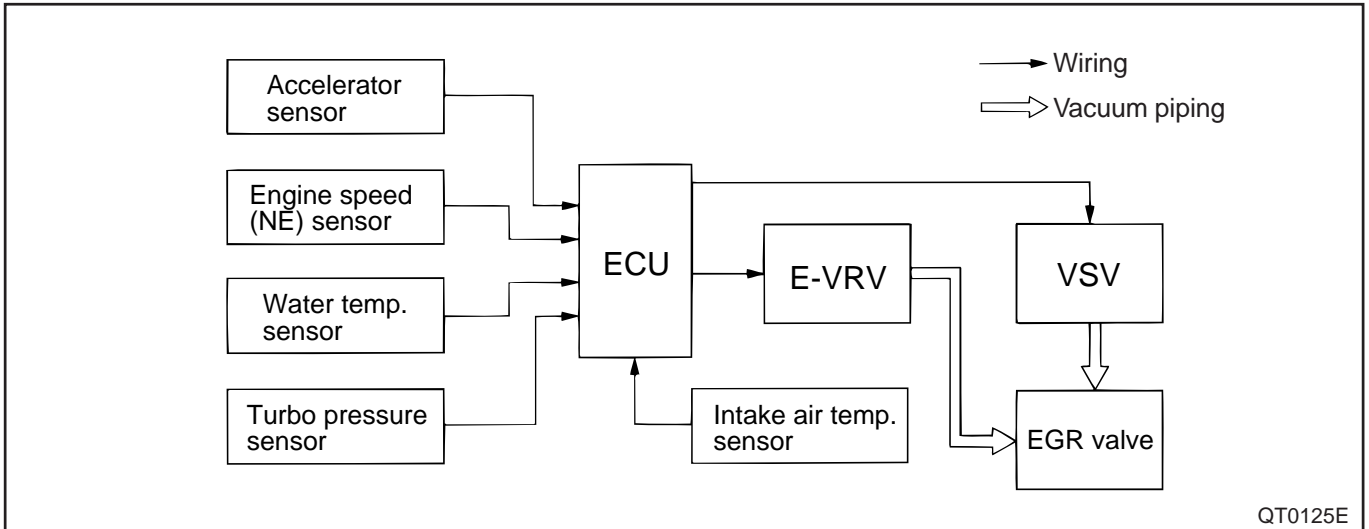 Accelerator
sensor
Wiring
Vacuum piping
Engine speed
(NE) sensor
ECU
E-VRV
VSV
Water temp.
sensor
Turbo pressure
sensor
Intake air temp.
sensor
EGR valve
QT0125E